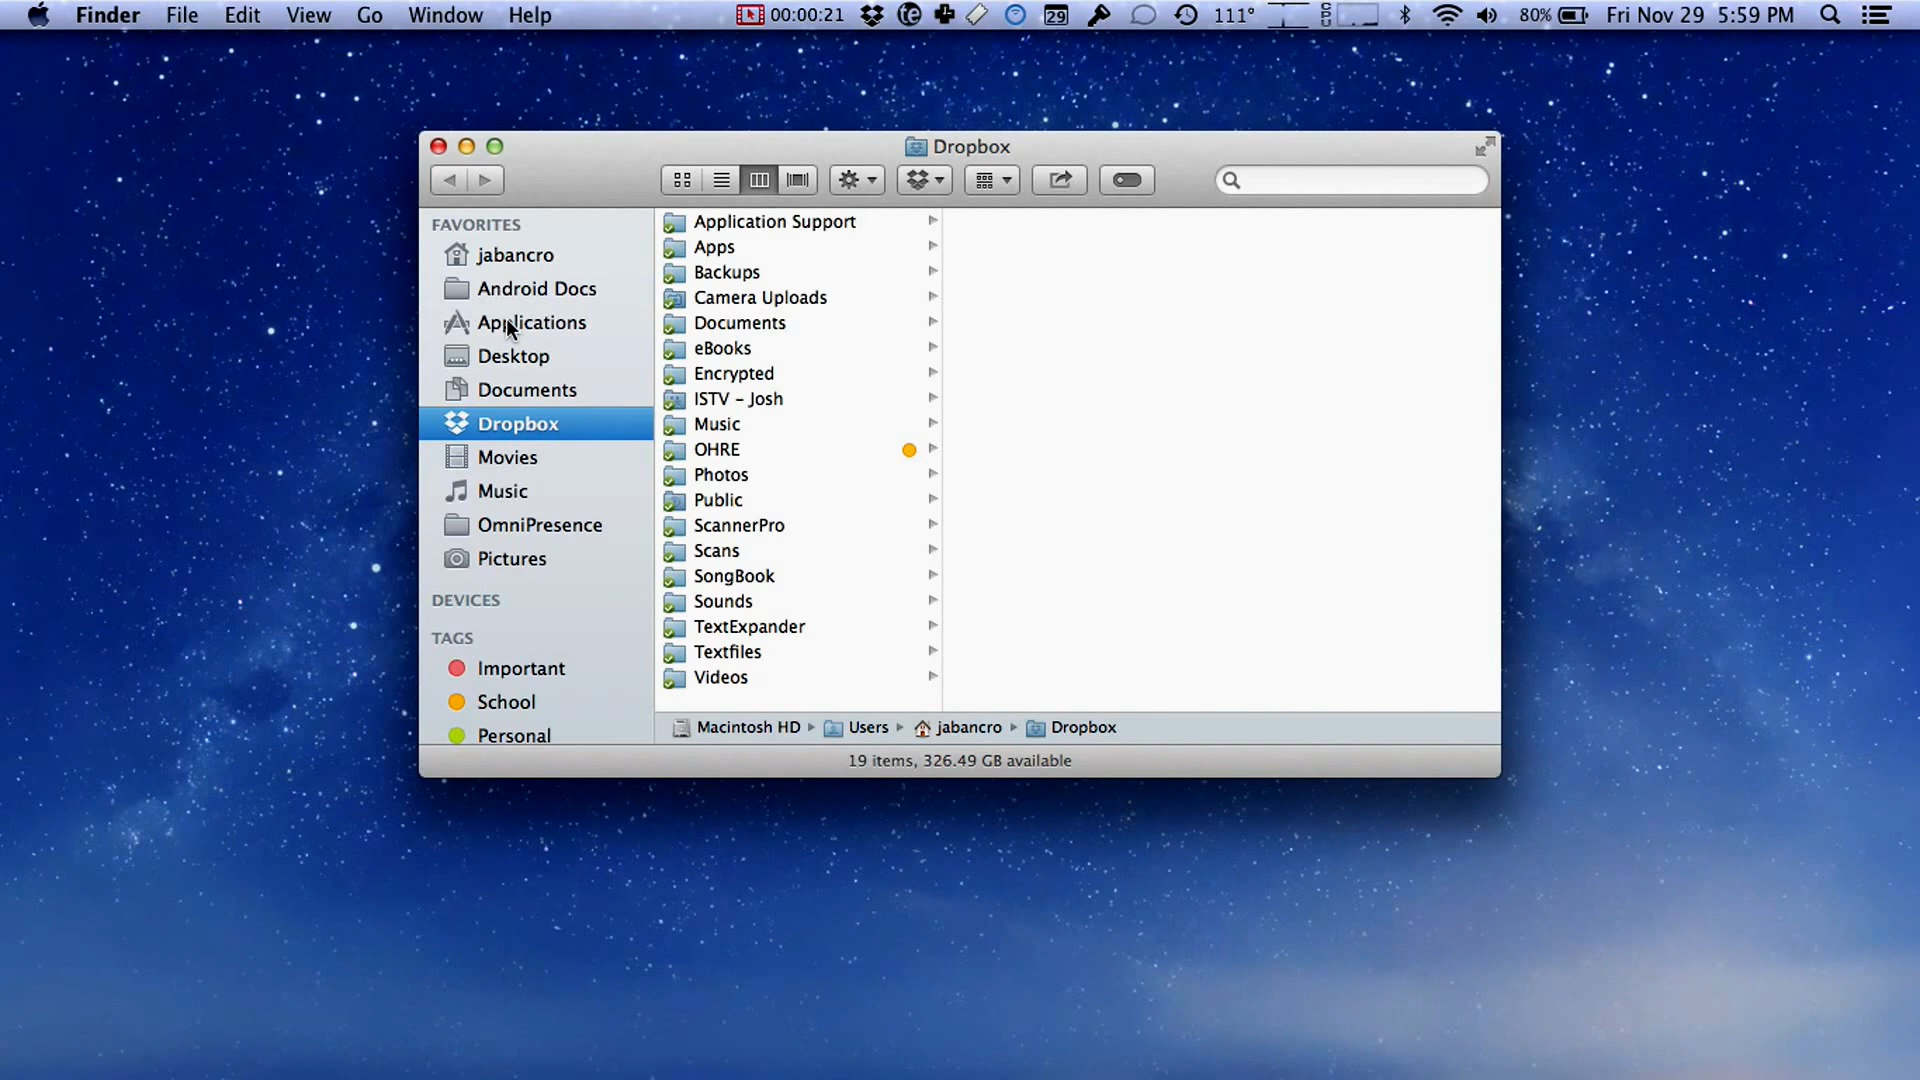 Finder File Edit View Go Window Help 00:00:21 29 111° CPU 80% Fri Nov 29 5:59 PM
Dropbox
FAVORITES
jabancro
Android Docs
Applications
Desktop
Documents
Dropbox
Movies
Music
OmniPresence
Pictures
DEVICES
TAGS
Important
School
Personal
Application Support
Apps
Backups
Camera Uploads
Documents
eBooks
Encrypted
ISTV – Josh
Music
OHRE
Photos
Public
ScannerPro
Scans
SongBook
Sounds
TextExpander
Textfiles
Videos
Macintosh HD Users jabancro Dropbox
19 items, 326.49 GB available